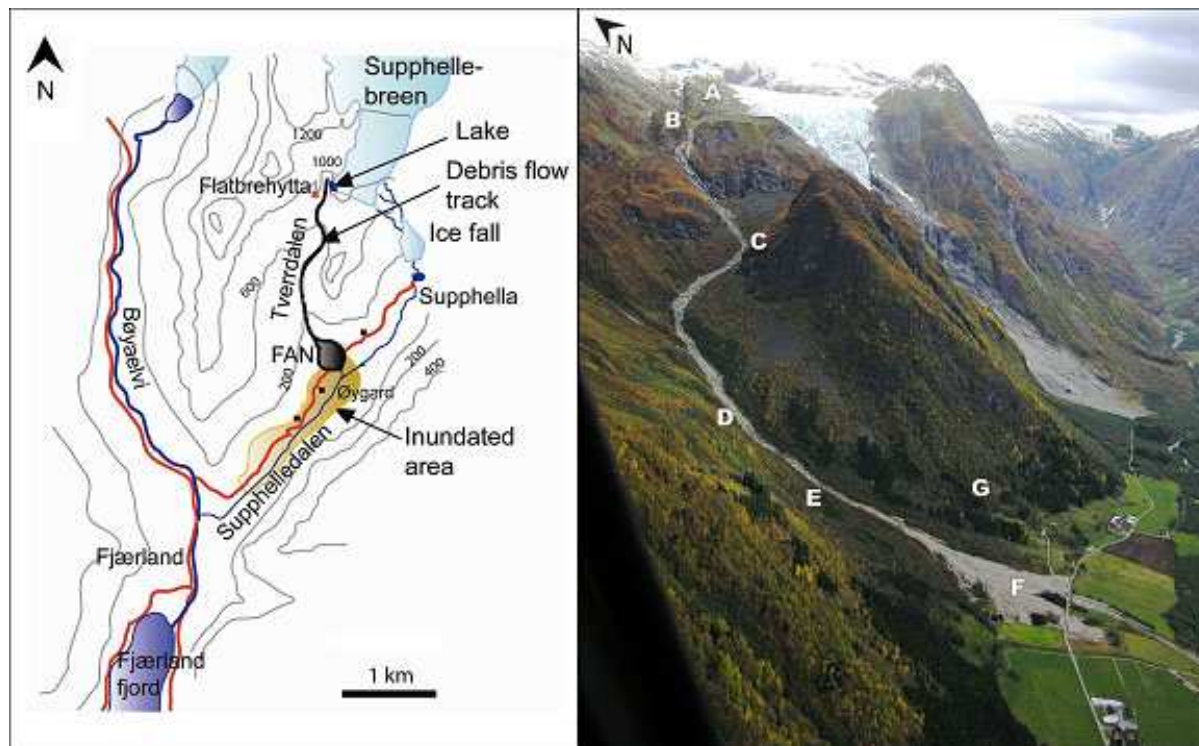 N
Supphelle-
breen
Lake
1200
1000
Flatbrehytta
Debris flow
track
Ice fall
Tverrdalen
600
Supphella
Bøyaelvi
FAN
200
200
400
Øygard
Inundated
area
Supphelledalen
Fjærland
Fjærland
fjord
1 km
N
A
B
C
D
E
G
F